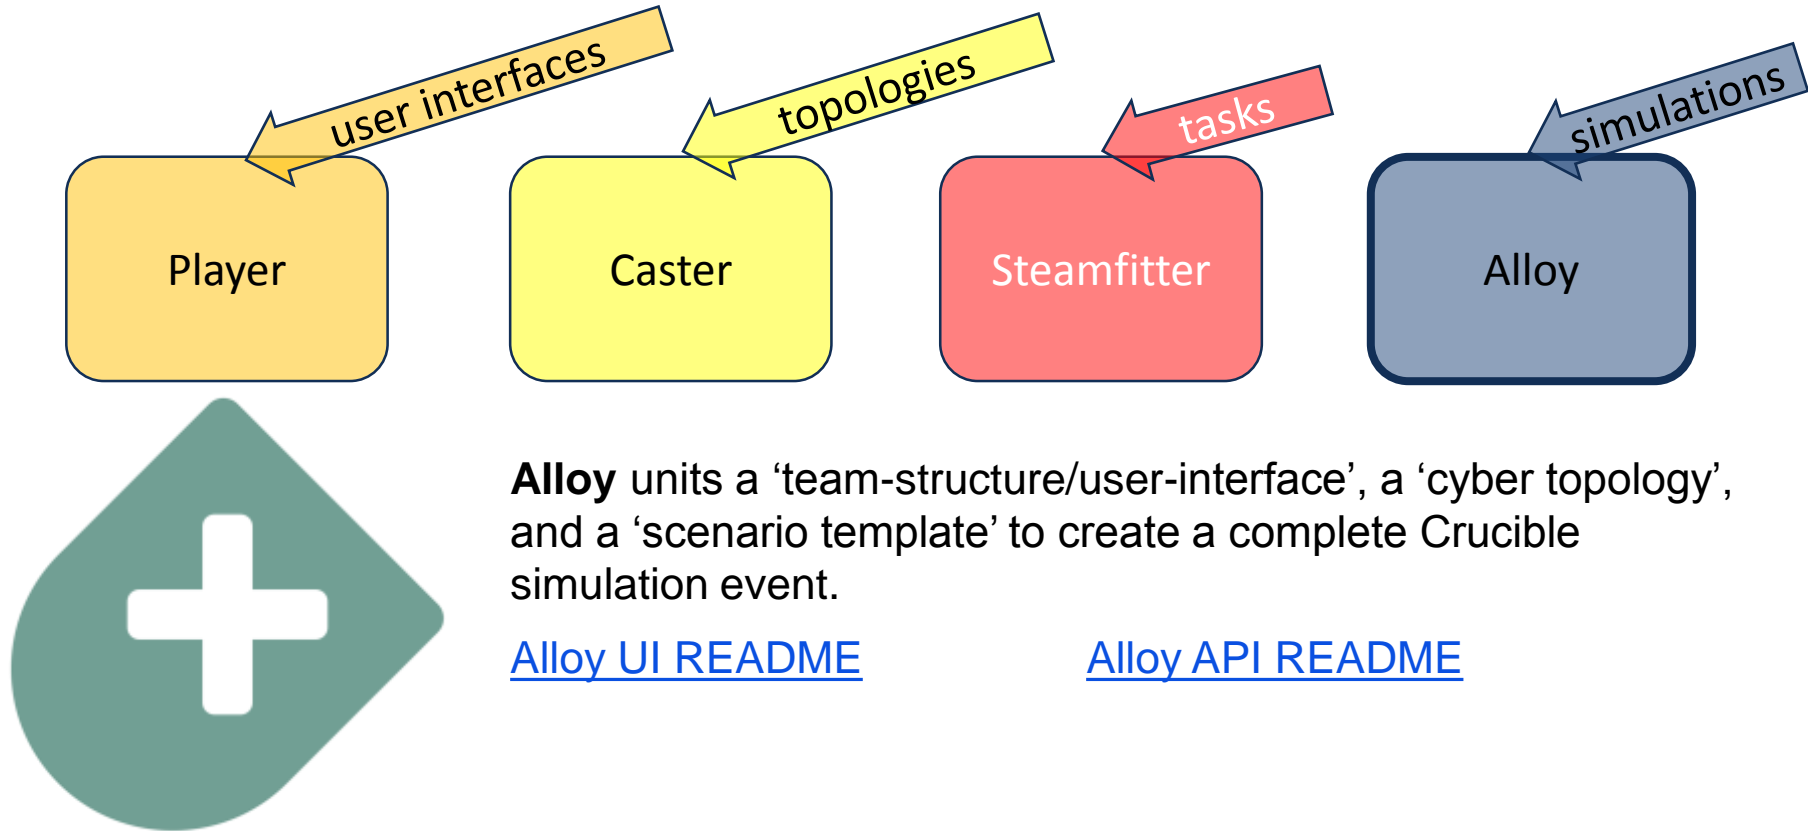 user interfaces
topologies
tasks
simulations
Player
Caster
Steamfitter
Alloy
Alloy units a ‘team-structure/user-interface’, a ‘cyber topology’,
and a ‘scenario template’ to create a complete Crucible
simulation event.
Alloy UI README
Alloy API README